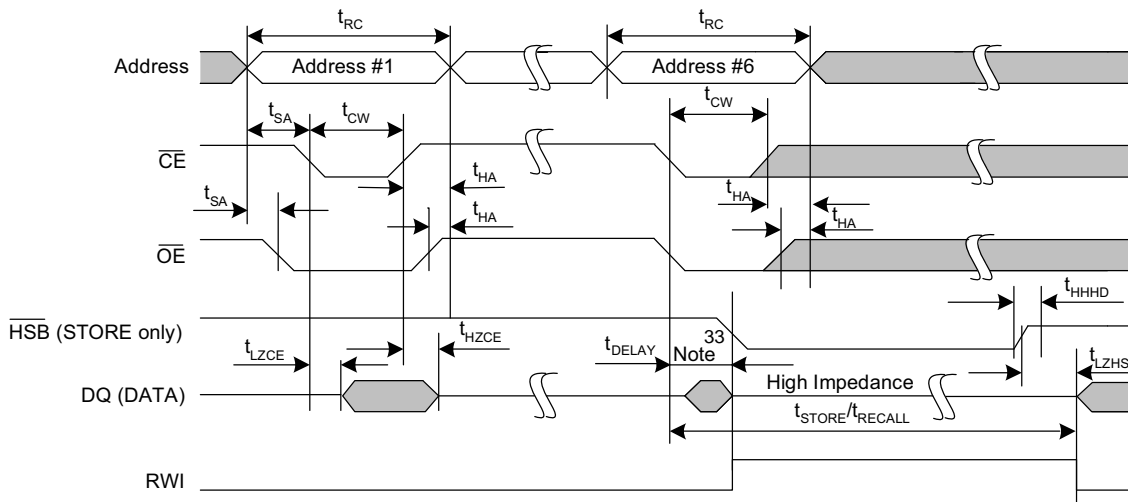 tRC tRC
Address Address #1 Address #6
tSA tCW tCW
CE
tHA tHA
tSA tHA tHA
OE
tHHHD
HSB (STORE only)
33
tLZCE tHZCE tDELAY Note tLZHS
High Impedance
DQ (DATA)
tSTORE/tRECALL
RWI